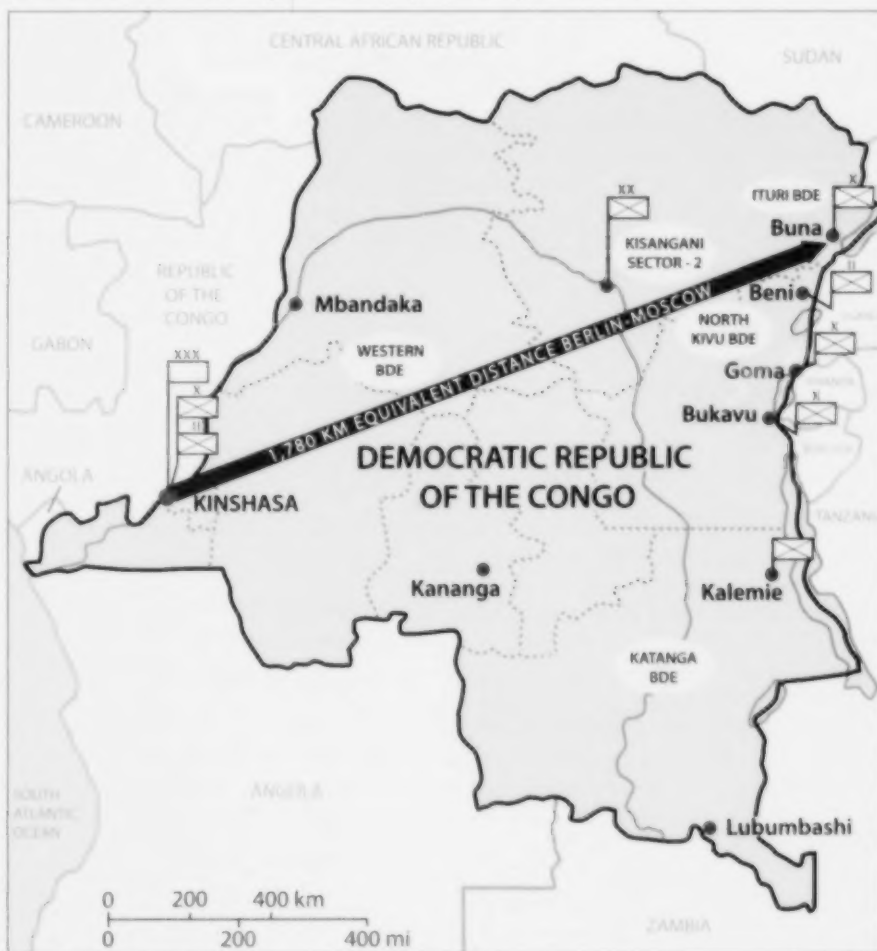 CENTRAL AFRICAN REPUBLIC
SUDAN
CAMEROON
XX
X
ITURI BDE
Buna
KISANGANI
SECTOR - 2
REPUBLIC
OF THE
CONGO
Mbandaka
II
Beni
NORTH
KIVU BDE
GABON
WESTERN
BDE
X
Goma
XXX
X
II
1,780 KM EQUIVALENT DISTANCE BERLIN-MOSCOW
Bukavu
X
DEMOCRATIC REPUBLIC
OF THE CONGO
ANGOLA
KINSHASA
TANZANIA
Kananga
Kalemie
KATANGA
BDE
SOUTH
ATLANTIC
OCEAN
ANGOLA
Lubumbashi
0 200 400 km
0 200 400 mi
ZAMBIA